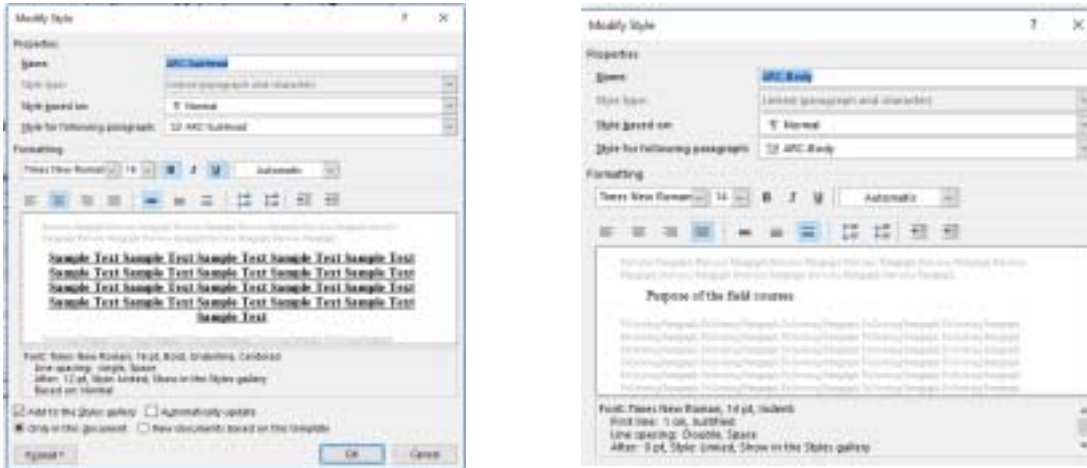 Modify Style
? ×
Properties
Name: ARC-Subhead
Style type: Linked (paragraph and character)
Style based on: ¶ Normal
Style for following paragraph: ARC-Subhead
Formatting
Times New Roman 16 B I U Automatic
Sample Text Sample Text Sample Text Sample Text Sample Text
Sample Text Sample Text Sample Text Sample Text Sample Text
Sample Text Sample Text Sample Text Sample Text Sample Text
Sample Text Sample Text Sample Text Sample Text Sample Text
Sample Text
Font: Times New Roman, 16 pt, Bold, Underline, Centered
Line spacing: single, Space
After: 12 pt, Style: Linked, Show in the Styles gallery
Based on: Normal
Add to the Styles gallery Automatically update
Only in this document New documents based on this template
Format OK Cancel
Modify Style
? ×
Properties
Name: ARC-Body
Style type: Linked (paragraph and character)
Style based on: ¶ Normal
Style for following paragraph: ARC-Body
Formatting
Times New Roman 14 B I U Automatic
Purpose of the field courses
Font: Times New Roman, 14 pt, Indent:
First line: 1 cm, Justified
Line spacing: Double, Space
After: 0 pt, Style: Linked, Show in the Styles gallery